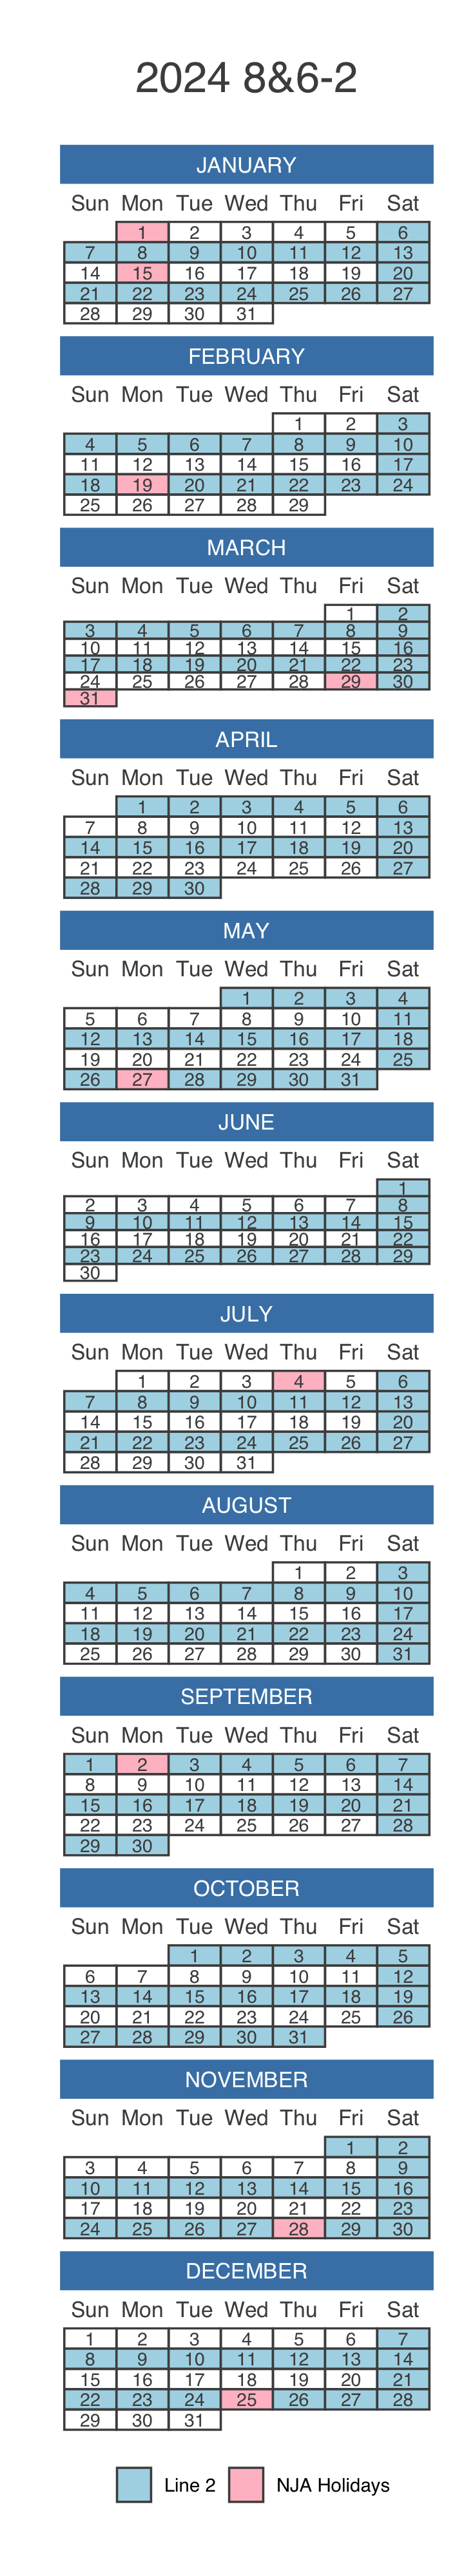 2024 8&6-2
JANUARY
Sun Mon Tue Wed Thu Fri Sat
1 2 3 4 5 6
7 8 9 10 11 12 13
14 15 16 17 18 19 20
21 22 23 24 25 26 27
28 29 30 31
FEBRUARY
Sun Mon Tue Wed Thu Fri Sat
1 2 3
4 5 6 7 8 9 10
11 12 13 14 15 16 17
18 19 20 21 22 23 24
25 26 27 28 29
MARCH
Sun Mon Tue Wed Thu Fri Sat
1 2
3 4 5 6 7 8 9
10 11 12 13 14 15 16
17 18 19 20 21 22 23
24 25 26 27 28 29 30
31
APRIL
Sun Mon Tue Wed Thu Fri Sat
1 2 3 4 5 6
7 8 9 10 11 12 13
14 15 16 17 18 19 20
21 22 23 24 25 26 27
28 29 30
MAY
Sun Mon Tue Wed Thu Fri Sat
1 2 3 4
5 6 7 8 9 10 11
12 13 14 15 16 17 18
19 20 21 22 23 24 25
26 27 28 29 30 31
JUNE
Sun Mon Tue Wed Thu Fri Sat
1
2 3 4 5 6 7 8
9 10 11 12 13 14 15
16 17 18 19 20 21 22
23 24 25 26 27 28 29
30
JULY
Sun Mon Tue Wed Thu Fri Sat
1 2 3 4 5 6
7 8 9 10 11 12 13
14 15 16 17 18 19 20
21 22 23 24 25 26 27
28 29 30 31
AUGUST
Sun Mon Tue Wed Thu Fri Sat
1 2 3
4 5 6 7 8 9 10
11 12 13 14 15 16 17
18 19 20 21 22 23 24
25 26 27 28 29 30 31
SEPTEMBER
Sun Mon Tue Wed Thu Fri Sat
1 2 3 4 5 6 7
8 9 10 11 12 13 14
15 16 17 18 19 20 21
22 23 24 25 26 27 28
29 30
OCTOBER
Sun Mon Tue Wed Thu Fri Sat
1 2 3 4 5
6 7 8 9 10 11 12
13 14 15 16 17 18 19
20 21 22 23 24 25 26
27 28 29 30 31
NOVEMBER
Sun Mon Tue Wed Thu Fri Sat
1 2
3 4 5 6 7 8 9
10 11 12 13 14 15 16
17 18 19 20 21 22 23
24 25 26 27 28 29 30
DECEMBER
Sun Mon Tue Wed Thu Fri Sat
1 2 3 4 5 6 7
8 9 10 11 12 13 14
15 16 17 18 19 20 21
22 23 24 25 26 27 28
29 30 31
Line 2 NJA Holidays